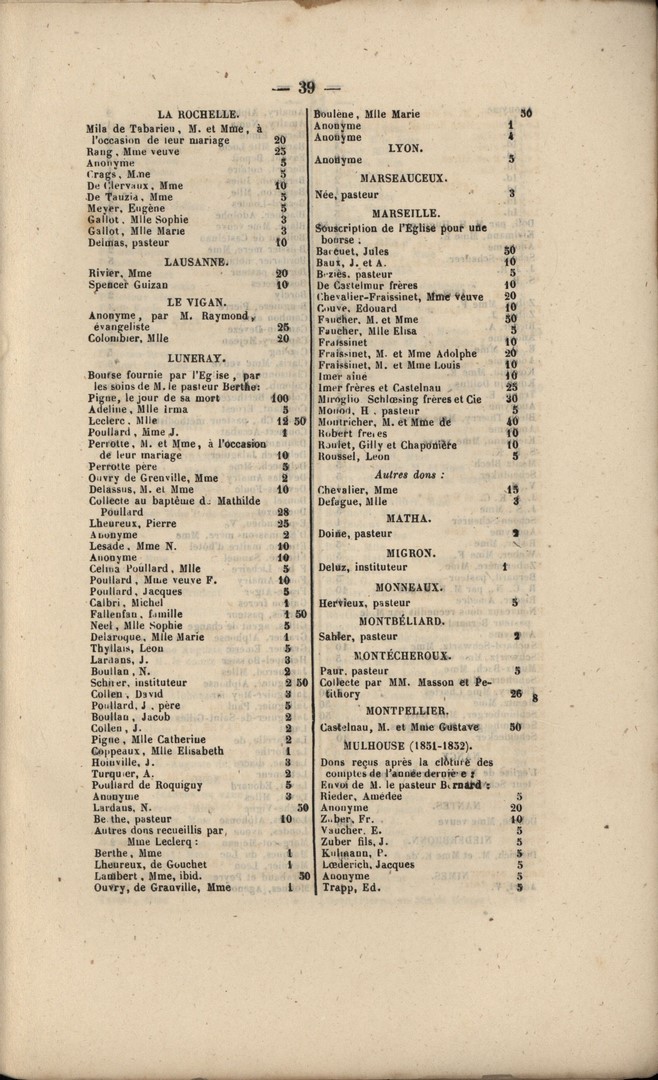 — 39 —
LA ROCHELLE.
Mila de Tabarieu, M. et Mme, à
l'occasion de leur mariage 20
Rang, Mme veuve 25
Anonyme 5
Crags, Mme 5
De Clervaux, Mme 10
De Tauzia, Mme 5
Meyer, Eugène 5
Gallot, Mlle Sophie 3
Gallot, Mlle Marie 3
Delmas, pasteur 10
LAUSANNE.
Rivier, Mme 20
Spencer Guizan 10
LE VIGAN.
Anonyme, par M. Raymond,
évangeliste 25
Colombier, Mlle 20
LUNERAY.
Bourse fournie par l'Eglise, par
les soins de M. le pasteur Berthe:
Pigne, le jour de sa mort 100
Adeline, Mlle Irma 5
Leclerc, Mlle 12 50
Poullard, Mme J. 1
Perrotte, M. et Mme, à l'occasion
de leur mariage 10
Perrotte père 5
Ouvry de Grenville, Mme 2
Delassus, M. et Mme 10
Collecte au baptême de Mathilde
Poullard 28
Lheureux, Pierre 25
Anonyme 2
Lesade, Mme N. 10
Anonyme 10
Célina Poullard, Mlle 5
Poullard, Mme veuve F. 10
Poullard, Jacques 5
Calbri, Michel 1
Fallenfan, famille 1 50
Neel, Mlle Sophie 5
Delaroque, Mlle Marie 1
Thyllais, Leon 5
Lardans, J. 3
Boullan, N. 2
Schirer, instituteur 2 50
Collen, David 3
Poullard, J. père 5
Boullan, Jacob 2
Collen, J. 2
Pigne, Mlle Catherine 2
Coppeaux, Mlle Elisabeth 1
Hoinville, J. 3
Turquier, A. 2
Poullard de Roquigny 5
Anonyme 3
Lardans, N. 50
Berthe, pasteur 10
Autres dons recueillis par
Mme Leclerq :
Berthe, Mme 1
Lheureux, de Gouchet 1
Lambert, Mme, ibid. 50
Ouvry, de Granville, Mme 1
Boulène, Mlle Marie 50
Anonyme 1
Anonyme 4
LYON.
Anonyme 5
MARSEAUCEUX.
Née, pasteur 3
MARSEILLE.
Souscription de l'Eglise pour une
bourse :
Bacquet, Jules 50
Baux, J. et A. 10
Béziès, pasteur 5
De Castelmur frères 10
Chevalier-Fraissinet, Mme veuve 20
Couve, Edouard 10
Faucher, M. et Mme 50
Faucher, Mlle Elisa 5
Fraissinet 10
Fraissinet, M. et Mme Adolphe 20
Fraissinet, M. et Mme Louis 10
Imer ainé 10
Imer frères et Castelnau 25
Miroglio Schlœsing frères et Cie 30
Monod, H. pasteur 5
Montricher, M. et Mme de 40
Robert freres 10
Roulet, Gilly et Chaponière 10
Roussel, Leon 5
Autres dons :
Chevalier, Mme 15
Defague, Mlle 3
MATHA.
Doine, pasteur 2
MIGRON.
Deluz, instituteur 1
MONNEAUX.
Hervieux, pasteur 5
MONTBÉLIARD.
Sahler, pasteur 2
MONTÉCHEROUX.
Paur, pasteur 5
Collecte par MM. Masson et Pe-
tithory 26 8
MONTPELLIER.
Castelnau, M. et Mme Gustave 50
MULHOUSE (1851-1852).
Dons reçus après la clôture des
comptes de l'année dernière :
Envoi de M. le pasteur Bernard :
Rieder, Amédee 5
Anonyme 20
Zuber, Fr. 10
Vaucher, E. 5
Zuber fils, J. 5
Kulmann, P. 5
Lœderich, Jacques 5
Anonyme 5
Trapp, Ed. 5